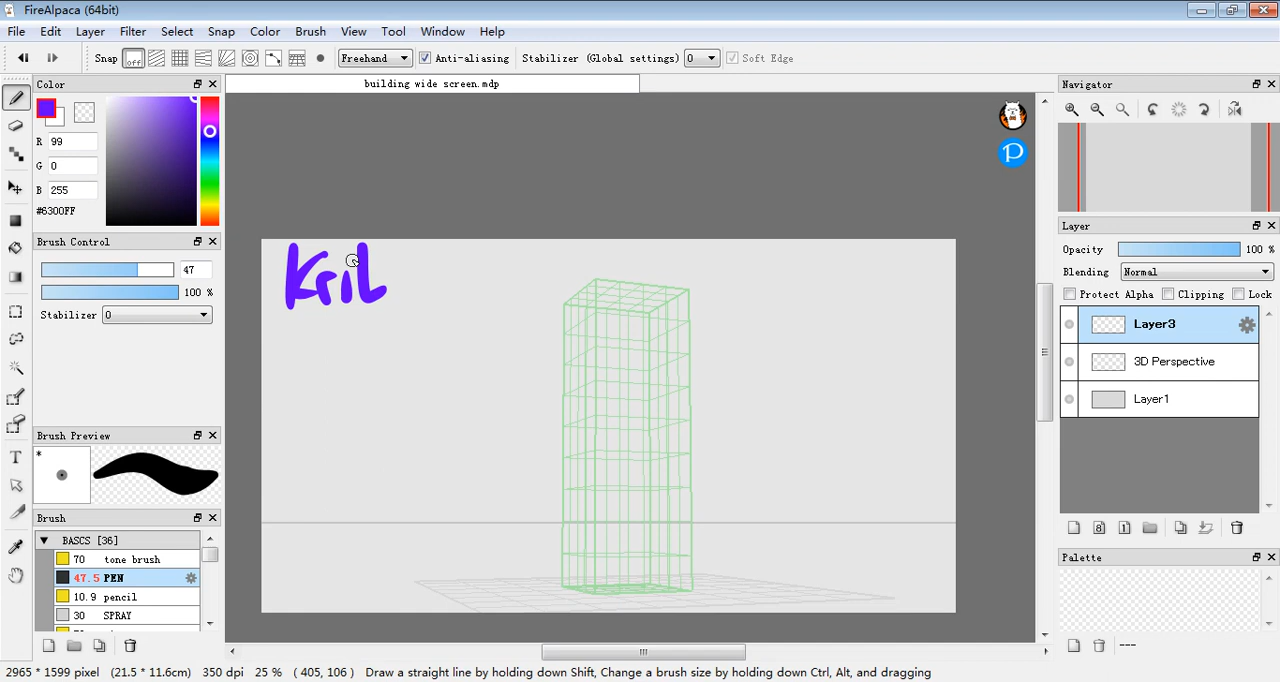 FireAlpaca (64bit)
File Edit Layer Filter Select Snap Color Brush View Tool Window Help
Snap off Freehand Anti-aliasing Stabilizer (Global settings) 0 Soft Edge
Color
R 99
G 0
B 255
#6300FF
Brush Control
47
100 %
Stabilizer 0
Brush Preview
*
Brush
BASCS [36]
70 tone brush
47.5 PEN
10.9 pencil
30 SPRAY
T
building wide screen.mdp
KriL
P
Navigator
Layer
Opacity 100 %
Blending Normal
Protect Alpha Clipping Lock
Layer3
3D Perspective
Layer1
8 1
Palette
---
2965 * 1599 pixel (21.5 * 11.6cm) 350 dpi 25 % ( 405, 106 ) Draw a straight line by holding down Shift, Change a brush size by holding down Ctrl, Alt, and dragging